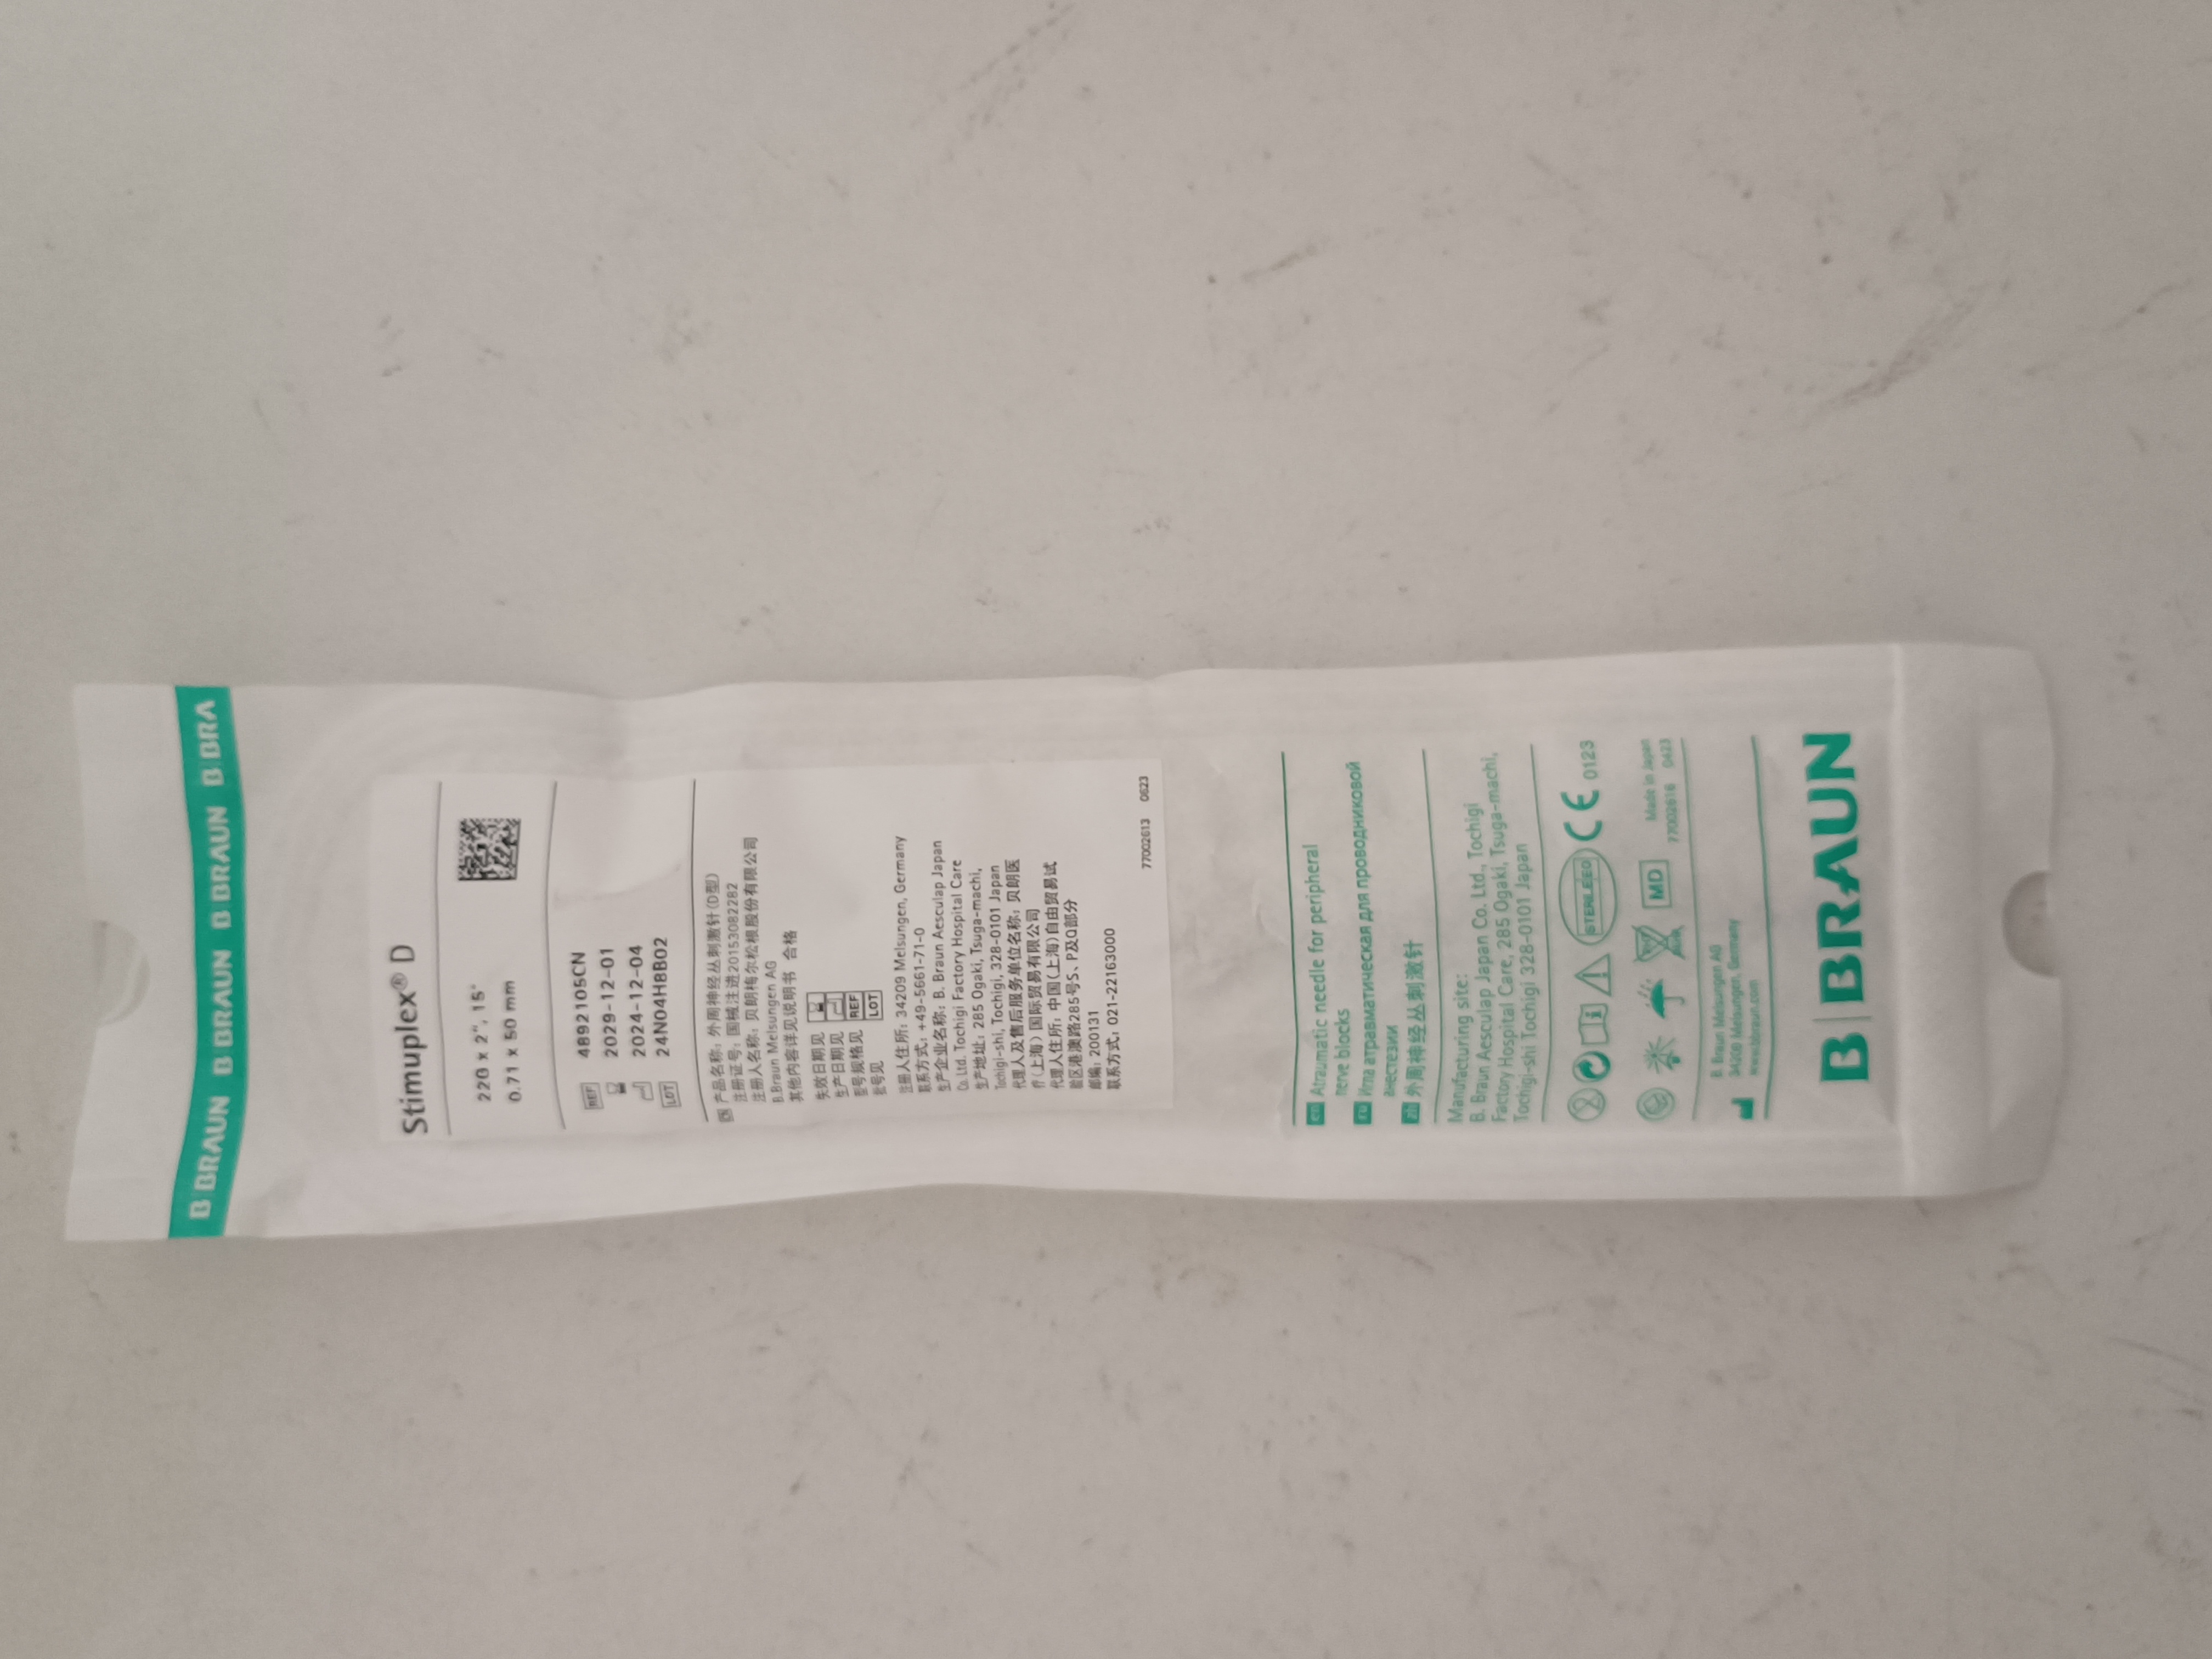 B BRAUN B BRAUN B BRAUN B BRAUN B BRA
Stimuplex® D
22G x 2", 15°
0.71 x 50 mm
REF 4892105CN
2029-12-01
2024-12-04
LOT 24N04H8B02
产品名称：外周神经丛刺激针(D型)
注册证号：国械注进20153082282
注册人名称：贝朗梅尔松根股份有限公司
B.Braun Melsungen AG
其他内容详见说明书 合格
失效日期见
生产日期见
型号规格见 REF
批号见 LOT
注册人住所：34209 Melsungen, Germany
联系方式：+49-5661-71-0
生产企业名称：B. Braun Aesculap Japan
Co. Ltd. Tochigi Factory Hospital Care
生产地址：285 Ogaki, Tsuga-machi,
Tochigi-shi, Tochigi, 328-0101 Japan
代理人及售后服务单位名称：贝朗医
疗(上海)国际贸易有限公司
代理人住所：中国(上海)自由贸易试
验区港澳路285号S、P及Q部分
邮编：200131
联系方式：021-22163000
77002613 0623
en Atraumatic needle for peripheral
nerve blocks
ru Игла атравматическая для проводниковой
анестезии
zh 外周神经丛刺激针
Manufacturing site:
B. Braun Aesculap Japan Co. Ltd., Tochigi
Factory Hospital Care, 285 Ogaki, Tsuga-machi,
Tochigi-shi Tochigi 328-0101 Japan
2 STERILE EO CE 0123
MD
Made in Japan
77002616 0423
B. Braun Melsungen AG
34209 Melsungen, Germany
www.bbraun.com
B BRAUN